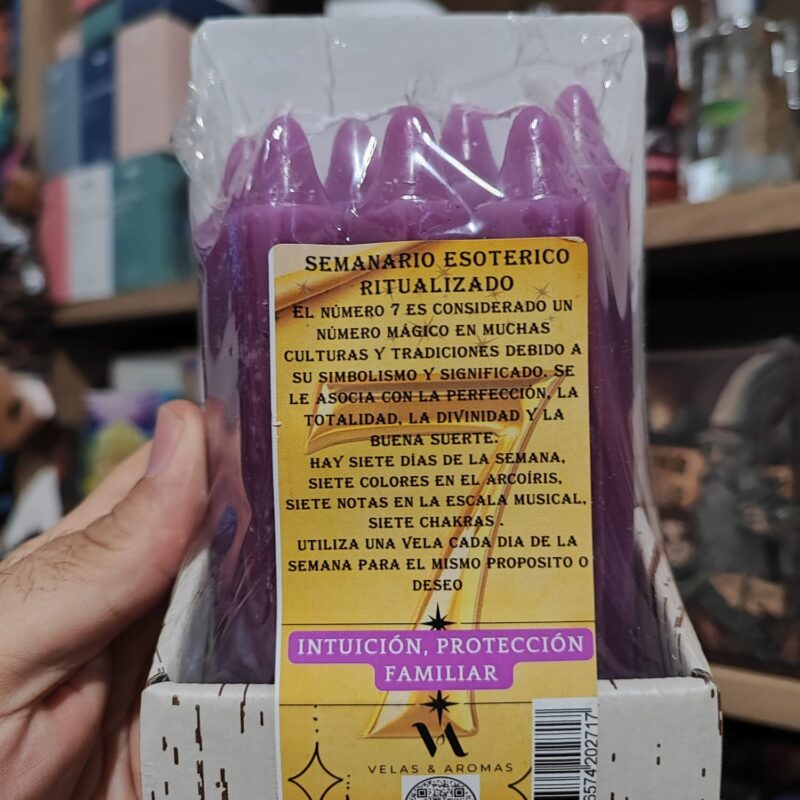 SEMANARIO ESOTERICO
RITUALIZADO
EL NÚMERO 7 ES CONSIDERADO UN
NÚMERO MÁGICO EN MUCHAS
CULTURAS Y TRADICIONES DEBIDO A
SU SIMBOLISMO Y SIGNIFICADO. SE
LE ASOCIA CON LA PERFECCIÓN, LA
TOTALIDAD, LA DIVINIDAD Y LA
BUENA SUERTE.
HAY SIETE DÍAS DE LA SEMANA,
SIETE COLORES EN EL ARCOÍRIS,
SIETE NOTAS EN LA ESCALA MUSICAL,
SIETE CHAKRAS .
UTILIZA UNA VELA CADA DIA DE LA
SEMANA PARA EL MISMO PROPOSITO O
DESEO
INTUICIÓN, PROTECCIÓN
FAMILIAR
VELAS & AROMAS
6574202717